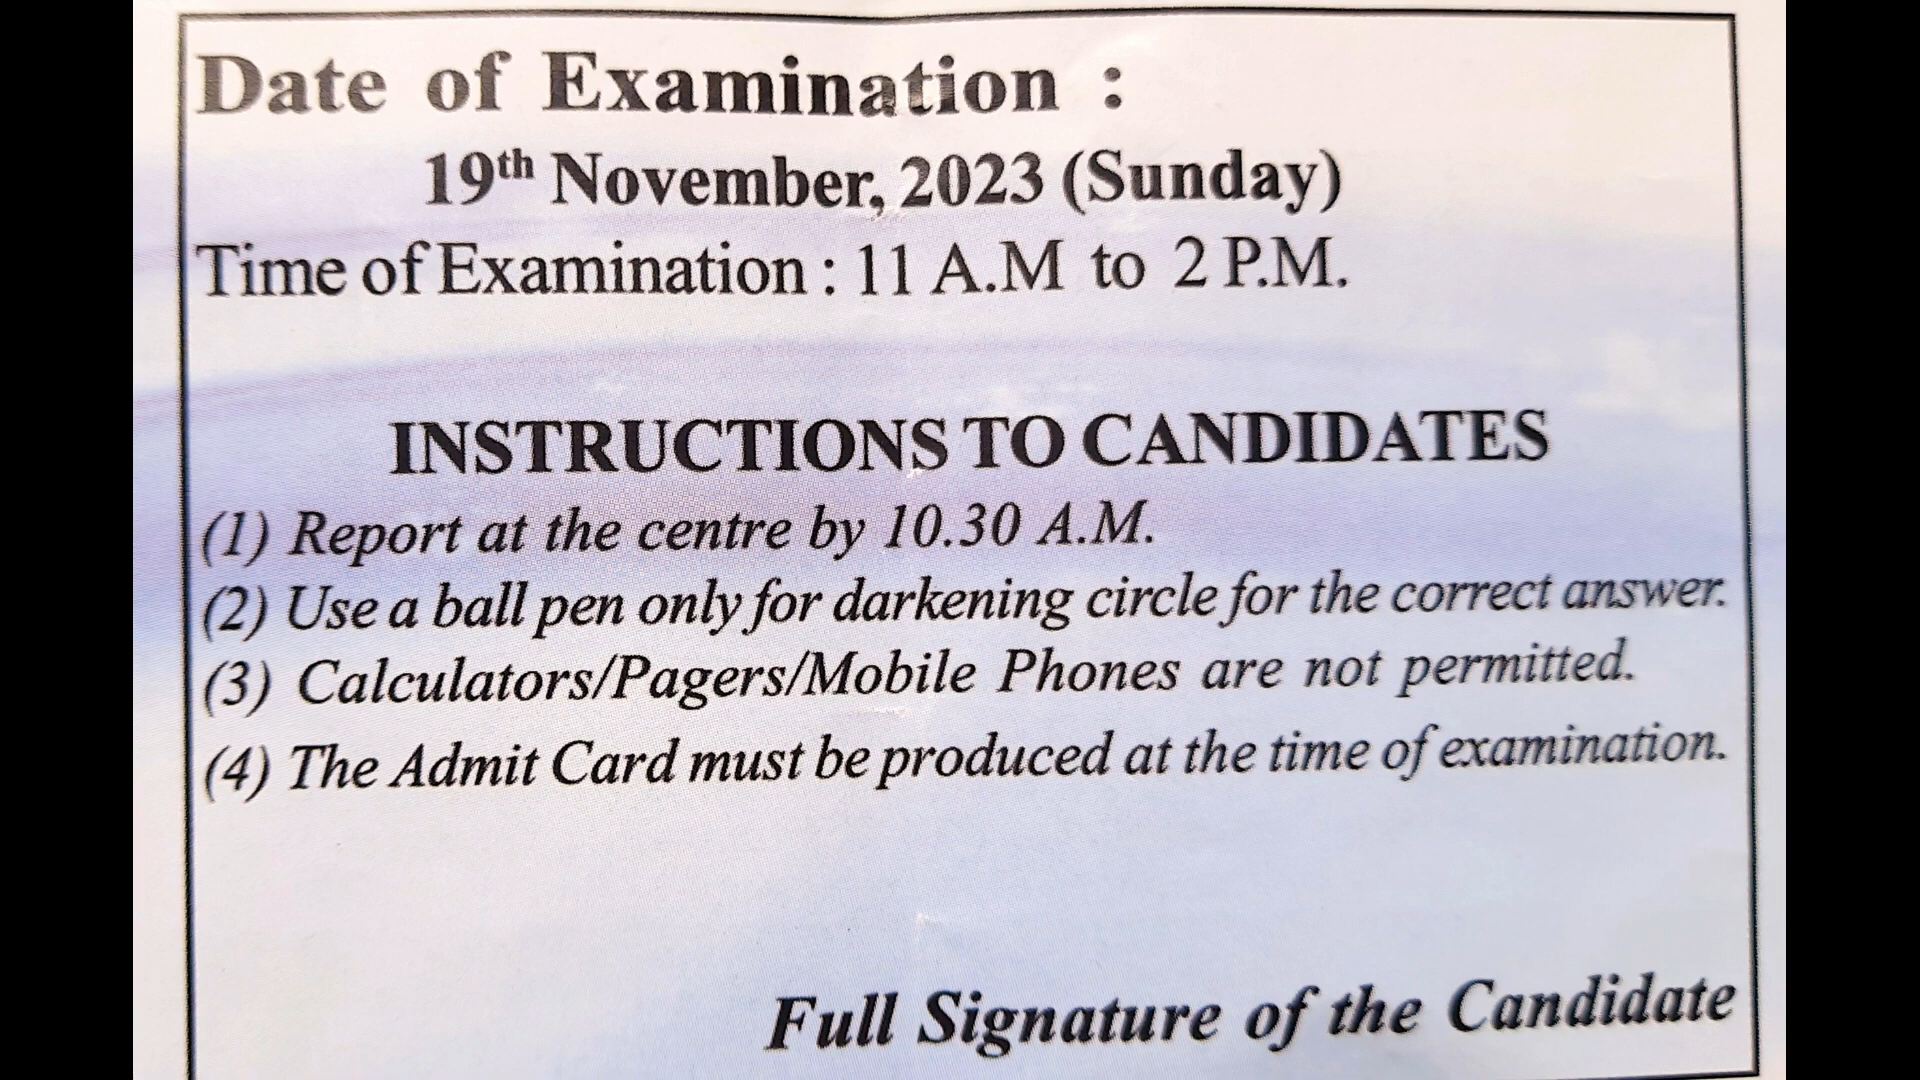 Date of Examination :
19th November, 2023 (Sunday)
Time of Examination : 11 A.M to 2 P.M.
INSTRUCTIONS TO CANDIDATES
(1) Report at the centre by 10.30 A.M.
(2) Use a ball pen only for darkening circle for the correct answer.
(3) Calculators/Pagers/Mobile Phones are not permitted.
(4) The Admit Card must be produced at the time of examination.
Full Signature of the Candidate